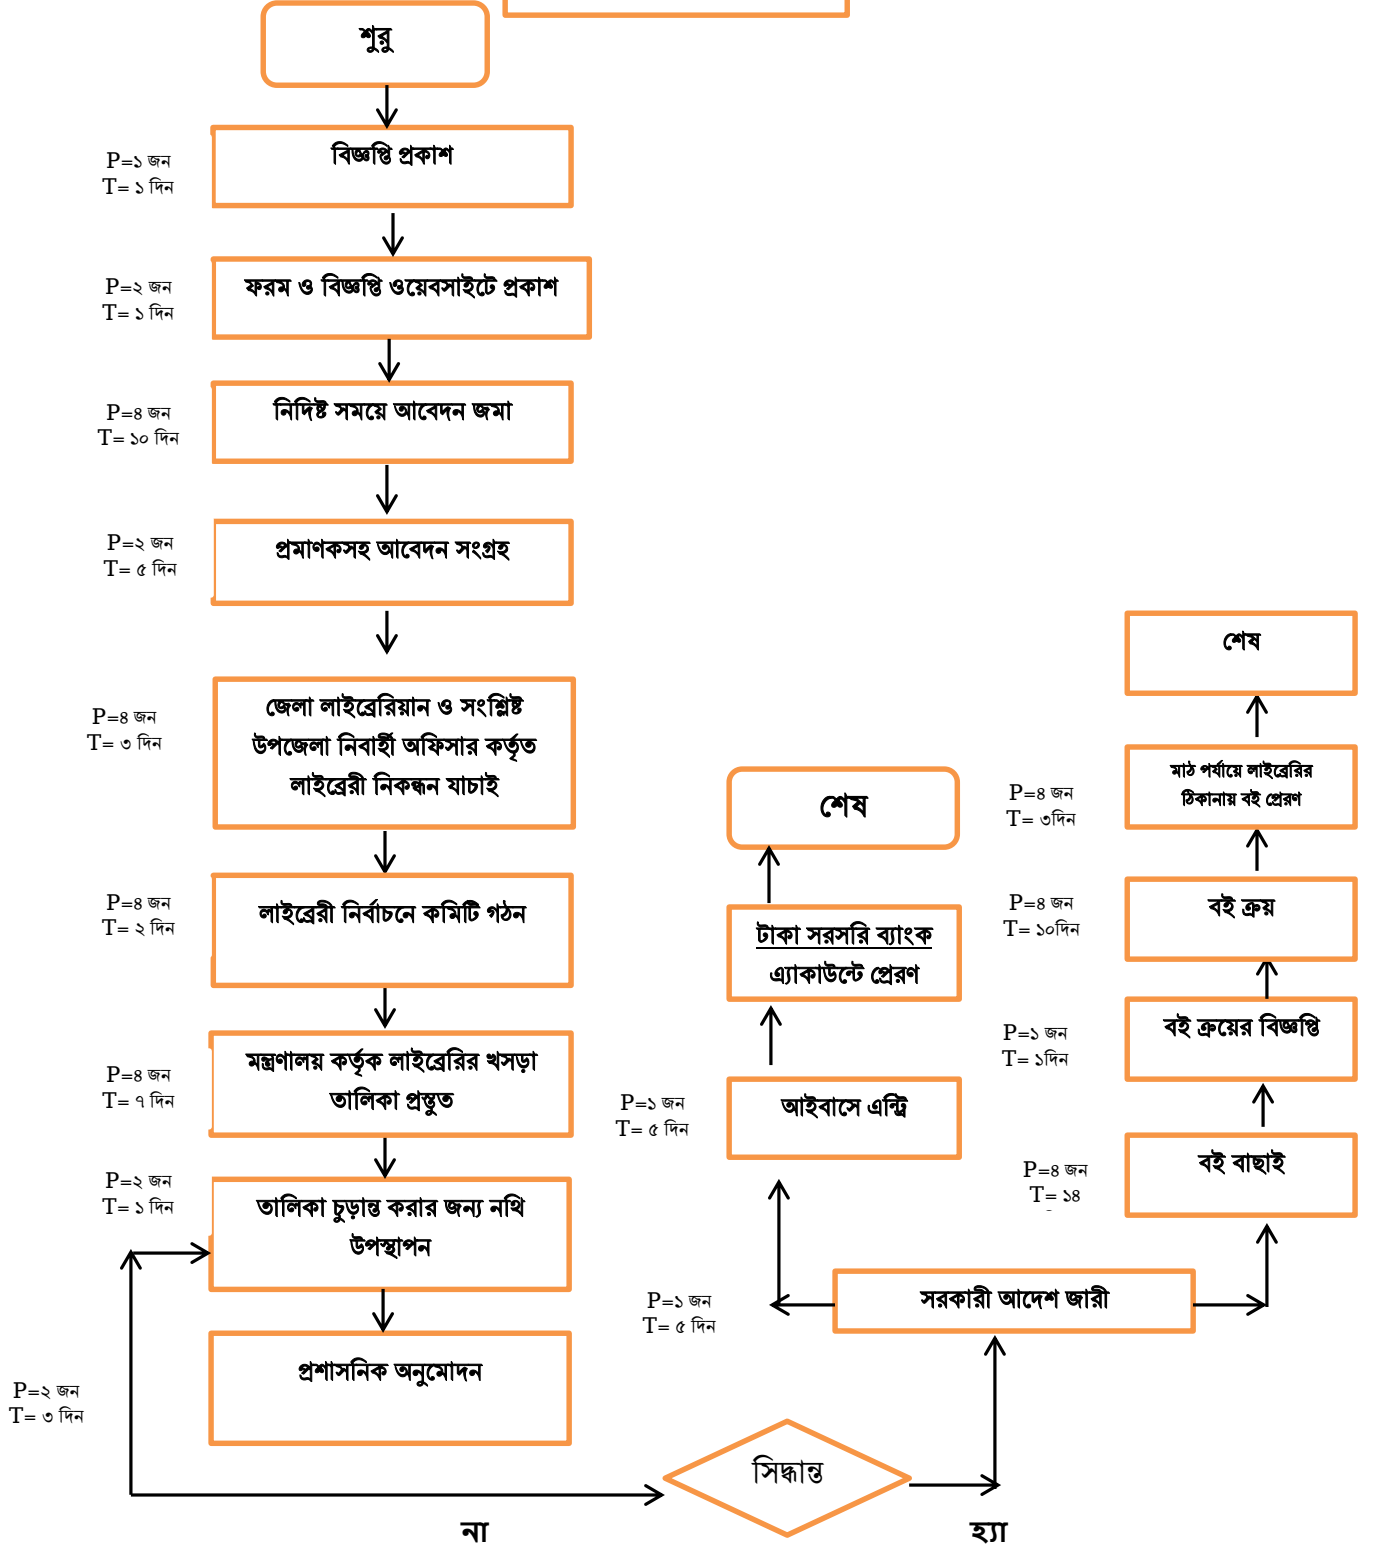 শুরু
P=১ জন
T= ১ দিন
বিজ্ঞপ্তি প্রকাশ
P=২ জন
T= ১ দিন
ফরম ও বিজ্ঞপ্তি ওয়েবসাইটে প্রকাশ
P=৪ জন
T= ১০ দিন
নিদিষ্ট সময়ে আবেদন জমা
P=২ জন
T= ৫ দিন
প্রমাণকসহ আবেদন সংগ্রহ
P=৪ জন
T= ৩ দিন
জেলা লাইব্রেরিয়ান ও সংশ্লিষ্ট
উপজেলা নিবার্হী অফিসার কর্তৃত
লাইব্রেরী নিকন্ধন যাচাই
P=৪ জন
T= ২ দিন
লাইব্রেরী নির্বাচনে কমিটি গঠন
P=৪ জন
T= ৭ দিন
মন্ত্রণালয় কর্তৃক লাইব্রেরির খসড়া
তালিকা প্রস্তুত
P=২ জন
T= ১ দিন
তালিকা চুড়ান্ত করার জন্য নথি
উপস্থাপন
P=২ জন
T= ৩ দিন
প্রশাসনিক অনুমোদন
না
সিদ্ধান্ত
হ্যা
P=১ জন
T= ৫ দিন
সরকারী আদেশ জারী
P=১ জন
T= ৫ দিন
আইবাসে এন্ট্রি
টাকা সরসরি ব্যাংক
এ্যাকাউন্টে প্রেরণ
শেষ
P=৪ জন
T= ১৪
বই বাছাই
P=১ জন
T= ১দিন
বই ক্রয়ের বিজ্ঞপ্তি
P=৪ জন
T= ১০দিন
বই ক্রয়
P=৪ জন
T= ৩দিন
মাঠ পর্যায়ে লাইব্রেরির
ঠিকানায় বই প্রেরণ
শেষ